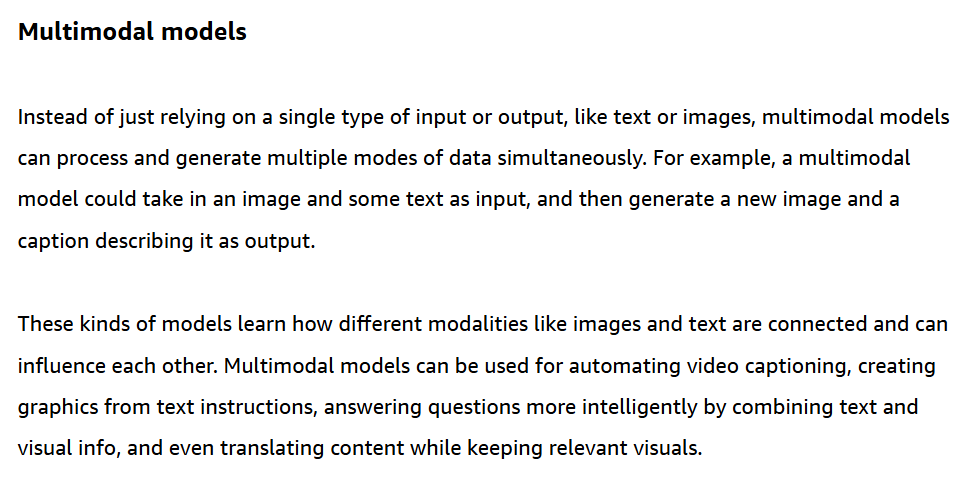 Multimodal models
Instead of just relying on a single type of input or output, like text or images, multimodal models
can process and generate multiple modes of data simultaneously. For example, a multimodal
model could take in an image and some text as input, and then generate a new image and a
caption describing it as output.
These kinds of models learn how different modalities like images and text are connected and can
influence each other. Multimodal models can be used for automating video captioning, creating
graphics from text instructions, answering questions more intelligently by combining text and
visual info, and even translating content while keeping relevant visuals.